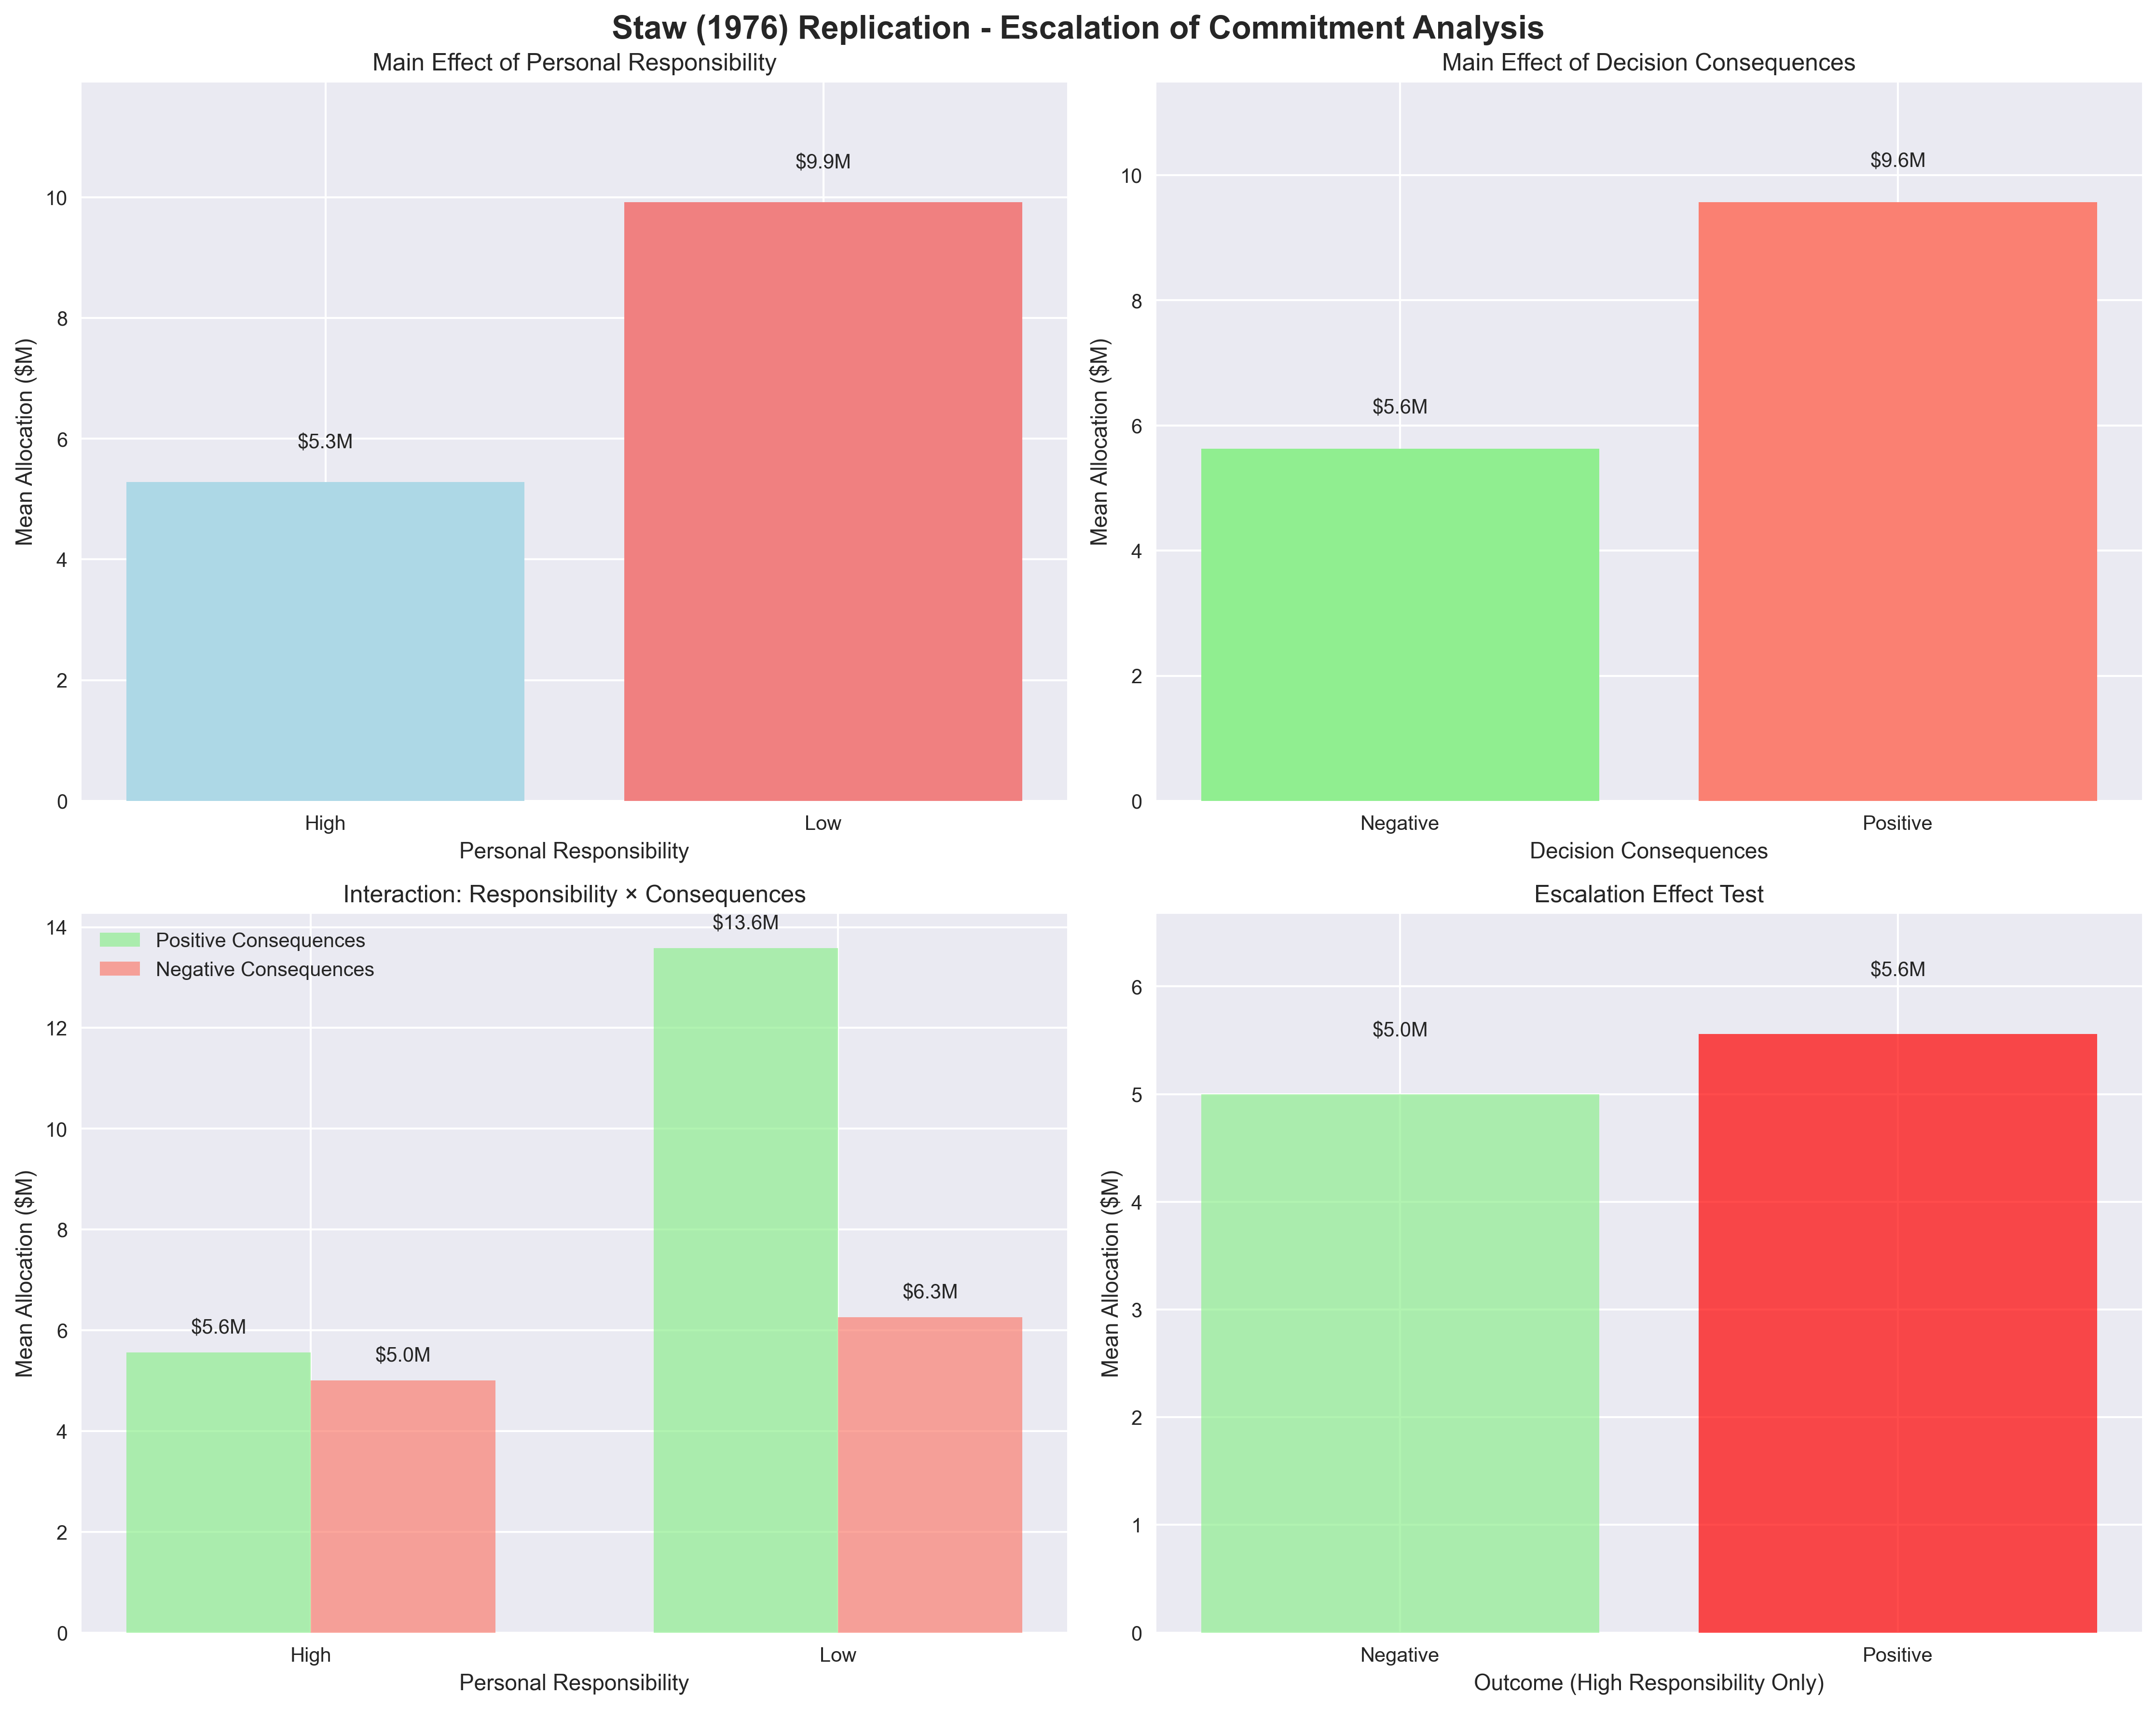 Staw (1976) Replication - Escalation of Commitment Analysis
Main Effect of Personal Responsibility
Mean Allocation ($M)
10
8
6
4
2
0
$5.3M
$9.9M
High
Low
Personal Responsibility
Main Effect of Decision Consequences
Mean Allocation ($M)
10
8
6
4
2
0
$5.6M
$9.6M
Negative
Positive
Decision Consequences
Interaction: Responsibility × Consequences
Positive Consequences
Negative Consequences
Mean Allocation ($M)
14
12
10
8
6
4
2
0
$5.6M
$5.0M
$13.6M
$6.3M
High
Low
Personal Responsibility
Escalation Effect Test
Mean Allocation ($M)
6
5
4
3
2
1
0
$5.0M
$5.6M
Negative
Positive
Outcome (High Responsibility Only)